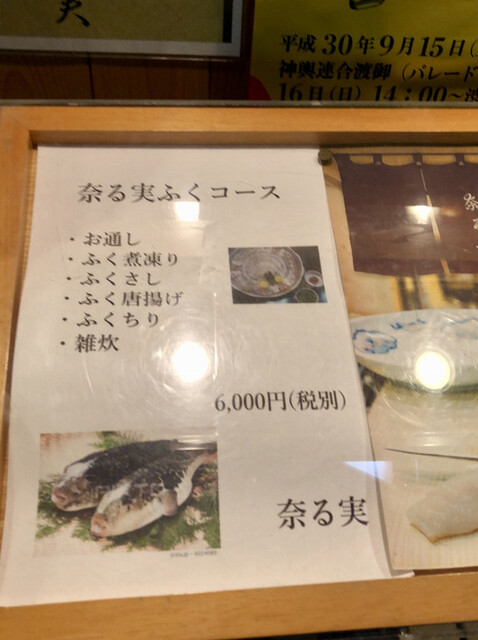 実
平成 30年9月15日(
神輿連合渡御 (パレード
16日(日) 14：00～渋
奈る実ふくコース
・お通し
・ふく煮凍り
・ふくさし
・ふく唐揚げ
・ふくちり
・雑炊
6,000円(税別)
奈る実
奈